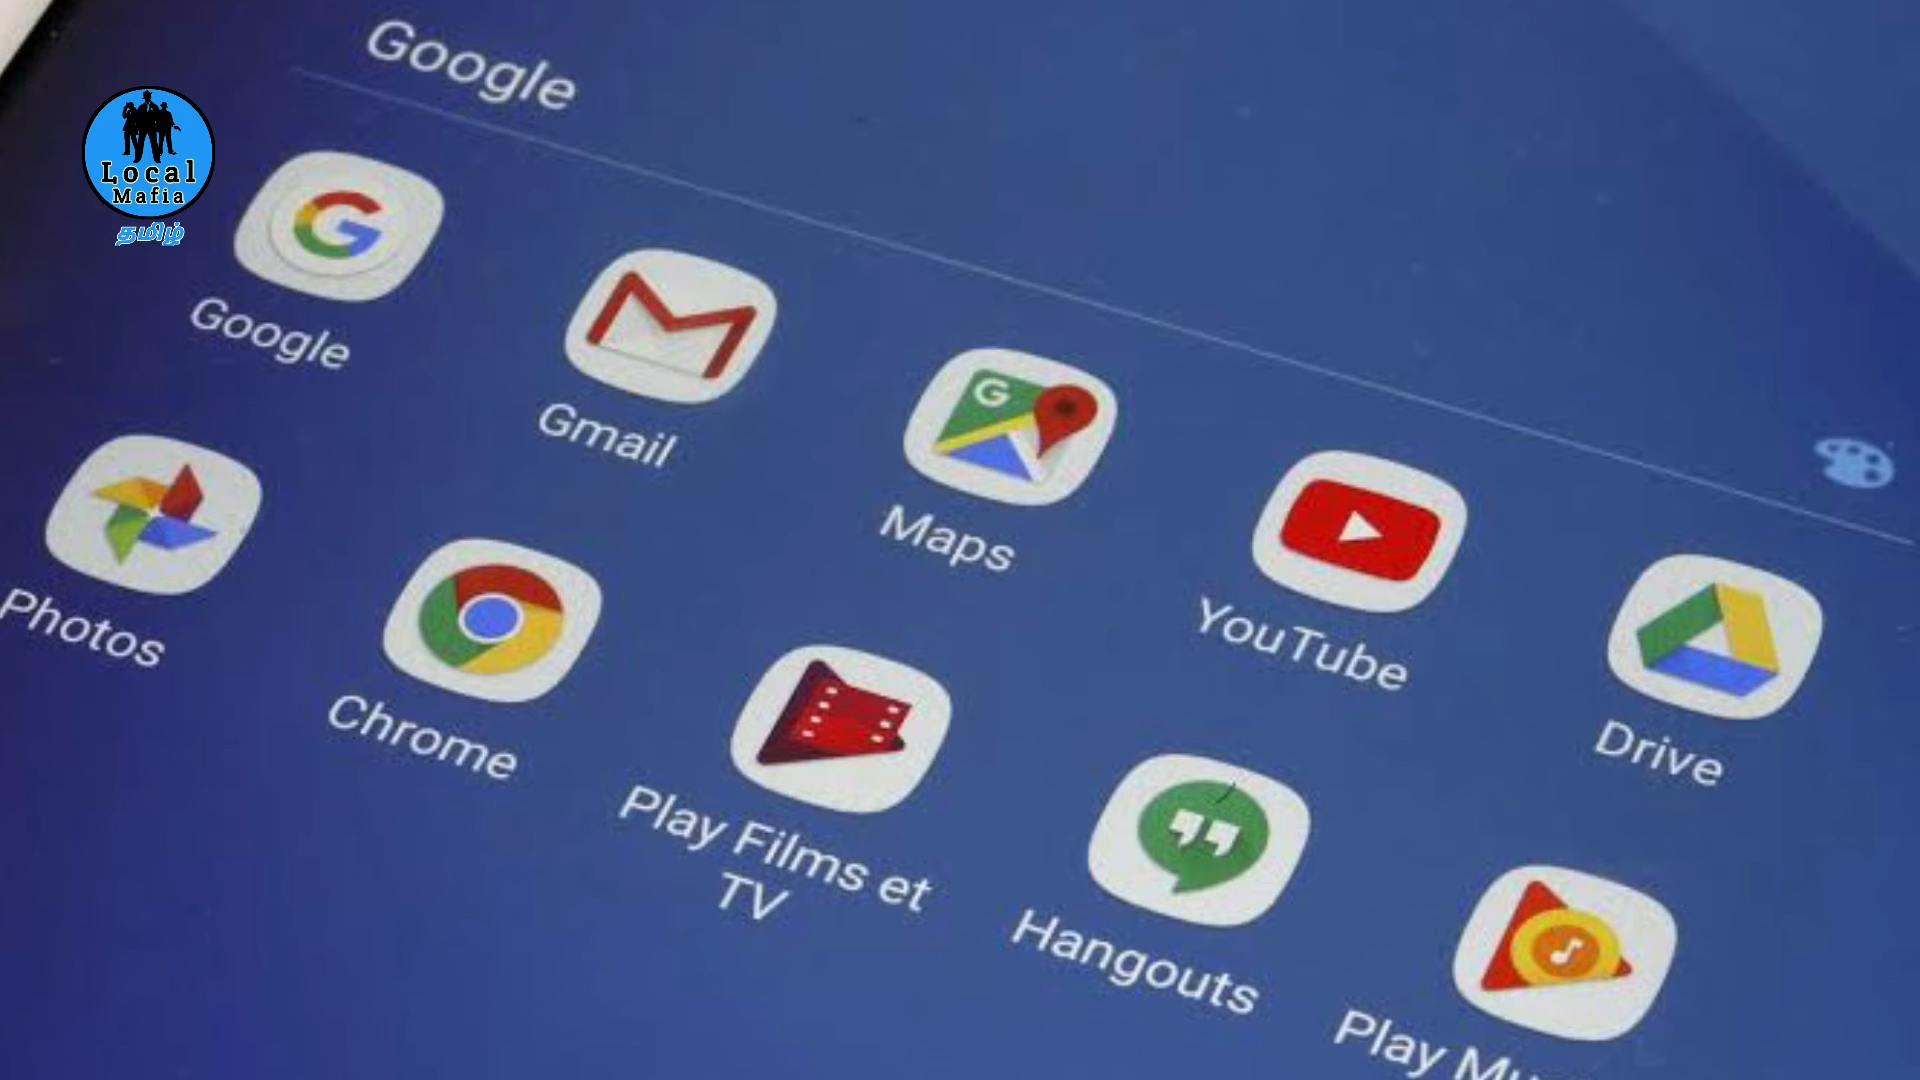 Google
Local
Mafia
தமிழ்
Google
Gmail
Maps
YouTube
Drive
Photos
Chrome
Play Films et
TV
Hangouts
Play